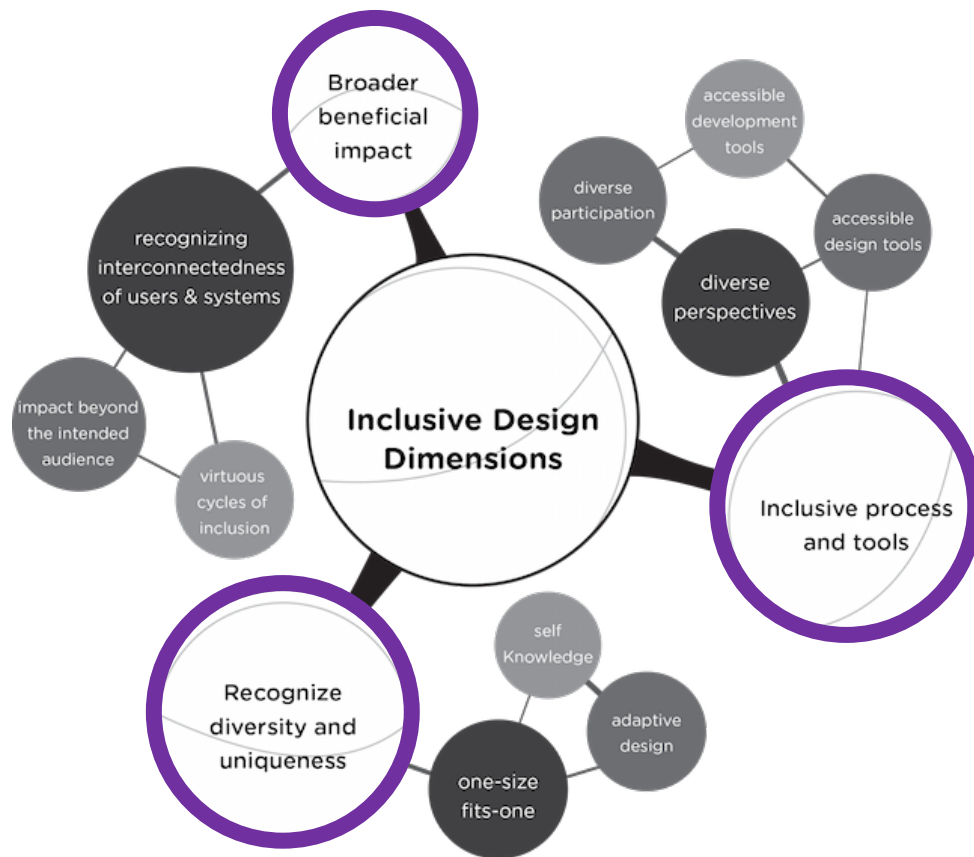 Broader
beneficial
impact
recognizing
interconnectedness
of users & systems
impact beyond
the intended
audience
virtuous
cycles of
inclusion
accessible
development
tools
diverse
participation
accessible
design tools
diverse
perspectives
Inclusive Design
Dimensions
Inclusive process
and tools
Recognize
diversity and
uniqueness
self
Knowledge
adaptive
design
one-size
fits-one